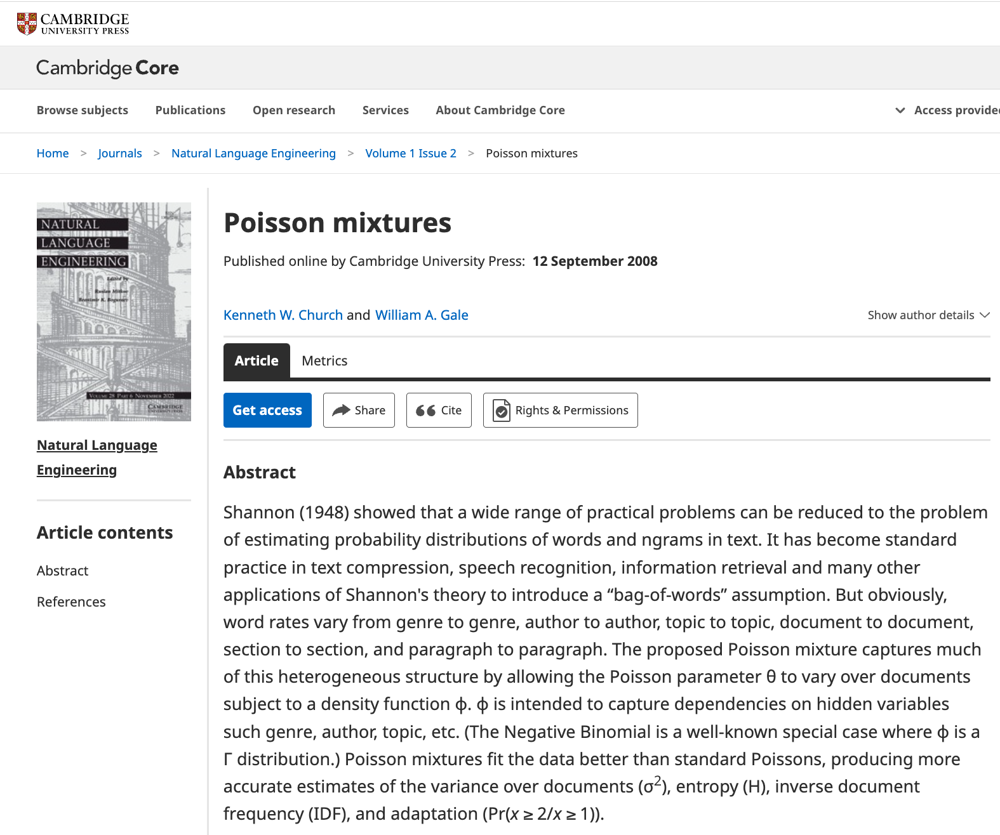 CAMBRIDGE
UNIVERSITY PRESS
Cambridge Core
Browse subjects Publications Open research Services About Cambridge Core Access provided
Home > Journals > Natural Language Engineering > Volume 1 Issue 2 > Poisson mixtures
NATURAL
LANGUAGE
ENGINEERING
Edited by
Ruslan Mitkov
Branimir K. Boguraev
VOLUME 28 PART 6 NOVEMBER 2022
CAMBRIDGE
UNIVERSITY PRESS
Natural Language
Engineering
Article contents
Abstract
References
Poisson mixtures
Published online by Cambridge University Press: 12 September 2008
Kenneth W. Church and William A. Gale
Show author details
Article Metrics
Get access Share Cite Rights & Permissions
Abstract
Shannon (1948) showed that a wide range of practical problems can be reduced to the problem
of estimating probability distributions of words and ngrams in text. It has become standard
practice in text compression, speech recognition, information retrieval and many other
applications of Shannon's theory to introduce a “bag-of-words” assumption. But obviously,
word rates vary from genre to genre, author to author, topic to topic, document to document,
section to section, and paragraph to paragraph. The proposed Poisson mixture captures much
of this heterogeneous structure by allowing the Poisson parameter θ to vary over documents
subject to a density function ϕ. ϕ is intended to capture dependencies on hidden variables
such genre, author, topic, etc. (The Negative Binomial is a well-known special case where ϕ is a
Γ distribution.) Poisson mixtures fit the data better than standard Poissons, producing more
accurate estimates of the variance over documents (σ²), entropy (H), inverse document
frequency (IDF), and adaptation (Pr(x ≥ 2/x ≥ 1)).